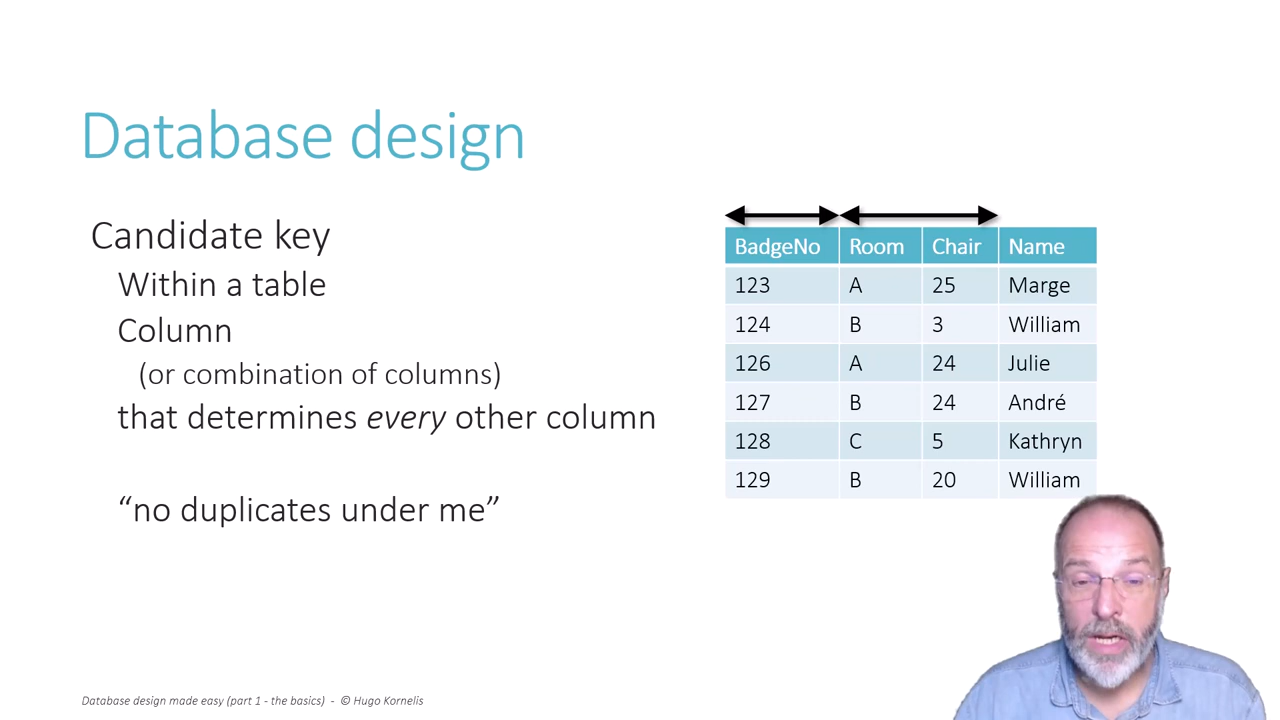 Database design
Candidate key
Within a table
Column
(or combination of columns)
that determines every other column
“no duplicates under me”
BadgeNo Room Chair Name
123 A 25 Marge
124 B 3 William
126 A 24 Julie
127 B 24 André
128 C 5 Kathryn
129 B 20 William
Database design made easy (part 1 - the basics) - © Hugo Kornelis